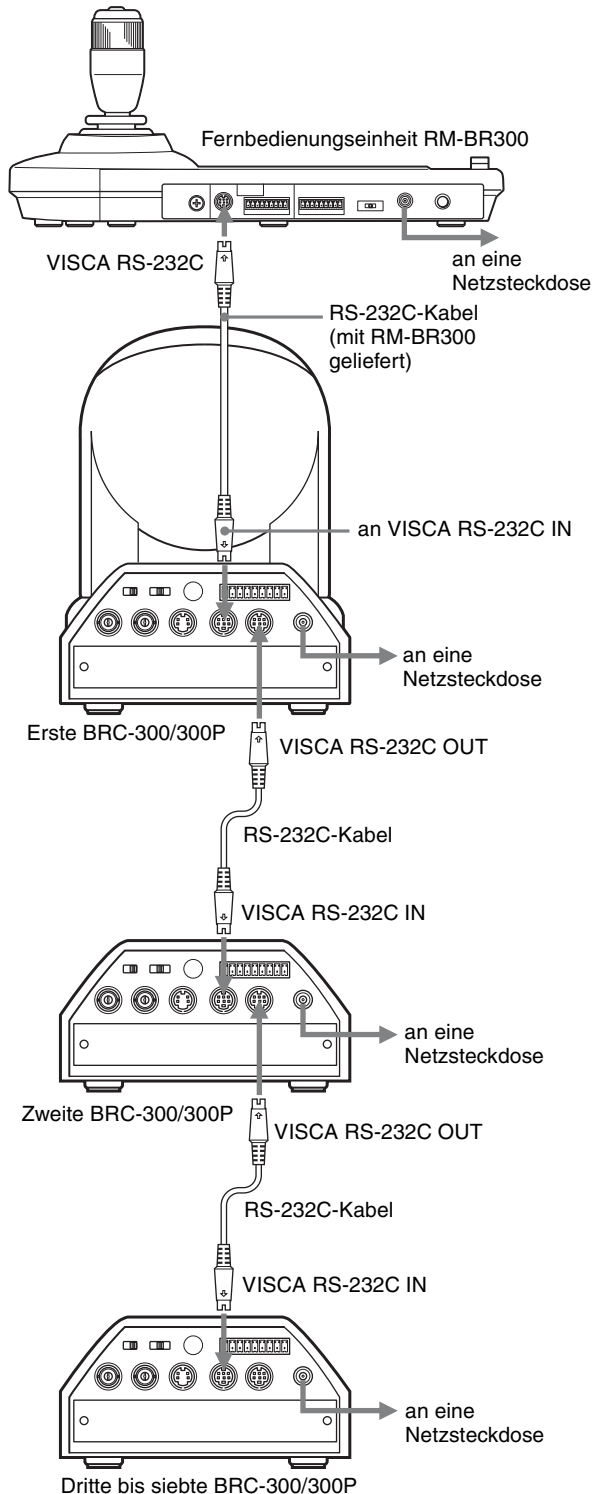 Fernbedienungseinheit RM-BR300
VISCA RS-232C
an eine
Netzsteckdose
RS-232C-Kabel
(mit RM-BR300
geliefert)
an VISCA RS-232C IN
an eine
Netzsteckdose
Erste BRC-300/300P
VISCA RS-232C OUT
RS-232C-Kabel
VISCA RS-232C IN
an eine
Netzsteckdose
Zweite BRC-300/300P
VISCA RS-232C OUT
RS-232C-Kabel
VISCA RS-232C IN
an eine
Netzsteckdose
Dritte bis siebte BRC-300/300P